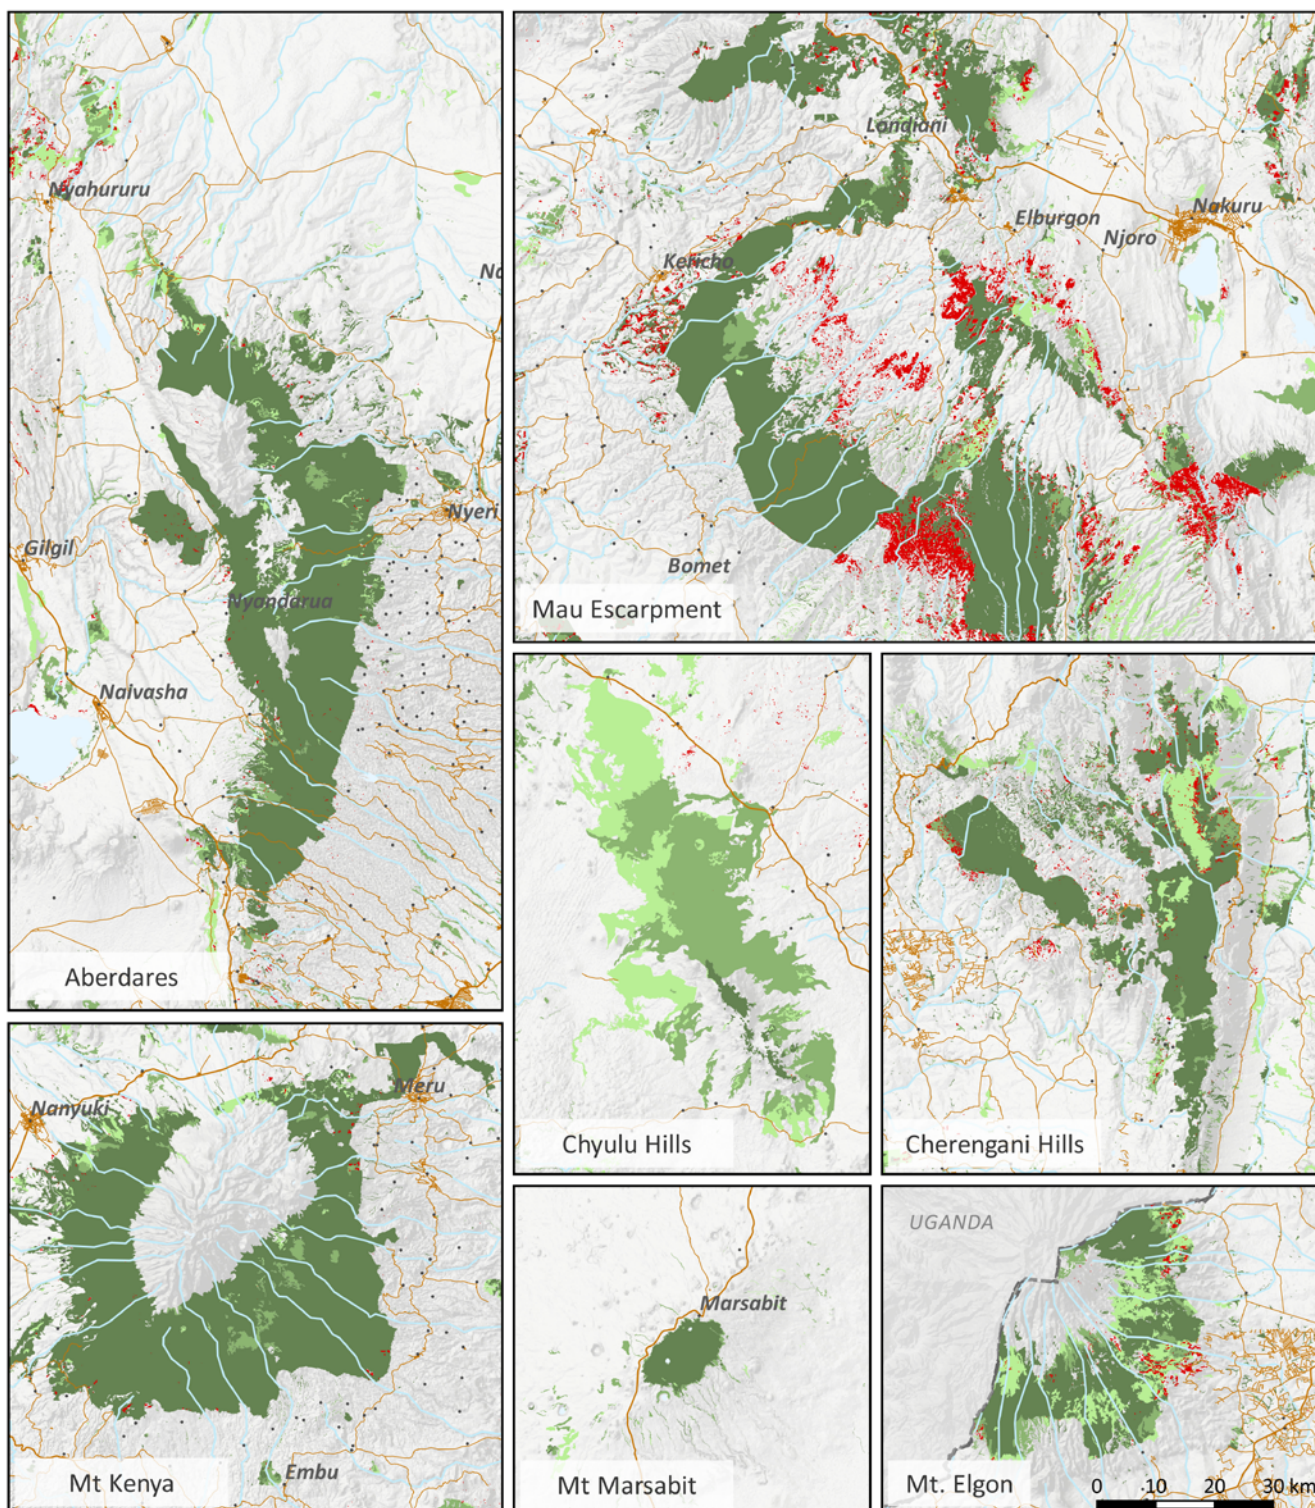 Nyahururu
Gilgil
Nyeri
Nyandarua
Naivasha
Aberdares
Londiani
Nakuru
Elburgon
Njoro
Kericho
Bomet
Mau Escarpment
Chyulu Hills
Cherengani Hills
Meru
Nanyuki
Embu
Mt Kenya
Marsabit
Mt Marsabit
UGANDA
Mt. Elgon
0 10 20 30 km